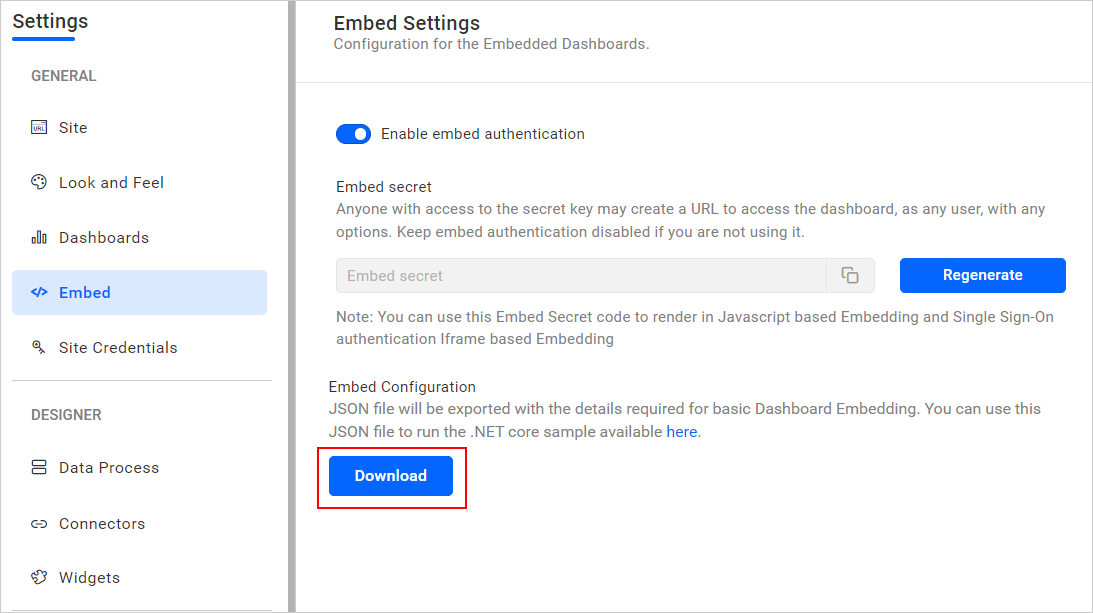 Settings
GENERAL
URL
Site
Look and Feel
Dashboards
Embed
Site Credentials
DESIGNER
Data Process
Connectors
Widgets
Embed Settings
Configuration for the Embedded Dashboards.
Enable embed authentication
Embed secret
Anyone with access to the secret key may create a URL to access the dashboard, as any user, with any
options. Keep embed authentication disabled if you are not using it.
Embed secret
Regenerate
Note: You can use this Embed Secret code to render in Javascript based Embedding and Single Sign-On
authentication Iframe based Embedding
Embed Configuration
JSON file will be exported with the details required for basic Dashboard Embedding. You can use this
JSON file to run the .NET core sample available here.
Download